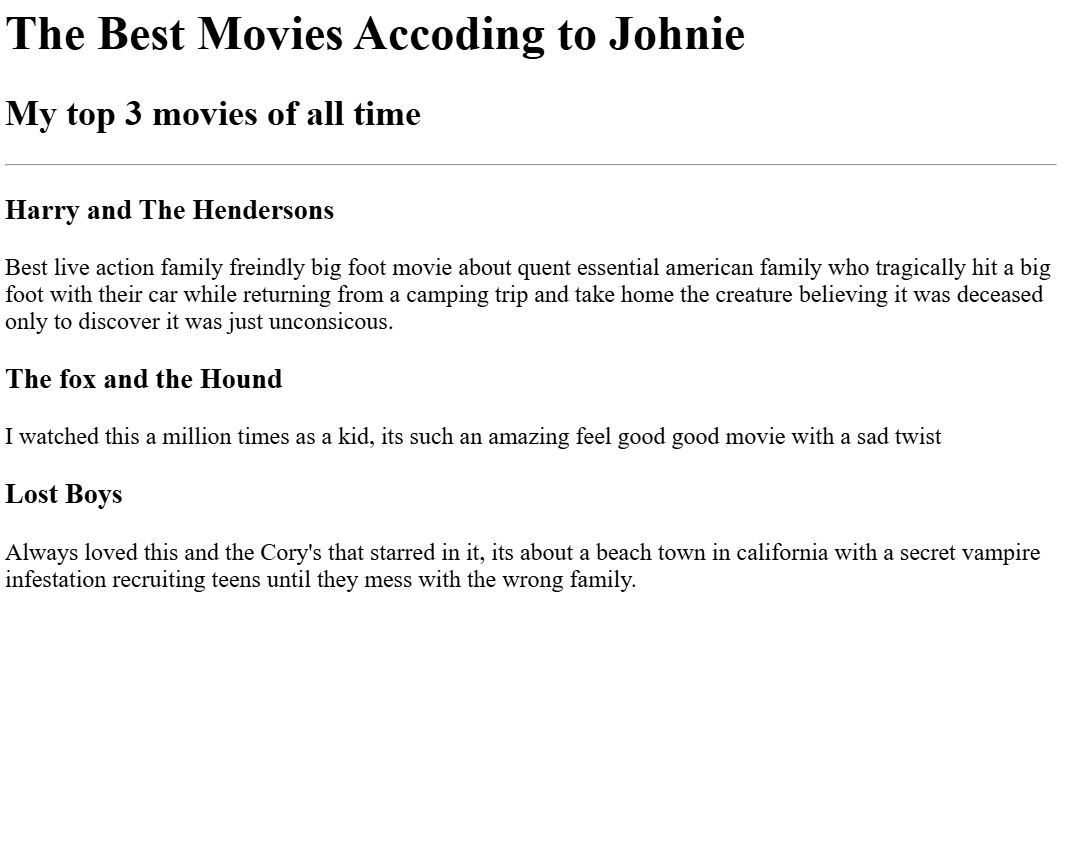 The Best Movies Accoding to Johnie
My top 3 movies of all time
Harry and The Hendersons
Best live action family freindly big foot movie about quent essential american family who tragically hit a big
foot with their car while returning from a camping trip and take home the creature believing it was deceased
only to discover it was just unconsicous.
The fox and the Hound
I watched this a million times as a kid, its such an amazing feel good good movie with a sad twist
Lost Boys
Always loved this and the Cory's that starred in it, its about a beach town in california with a secret vampire
infestation recruiting teens until they mess with the wrong family.